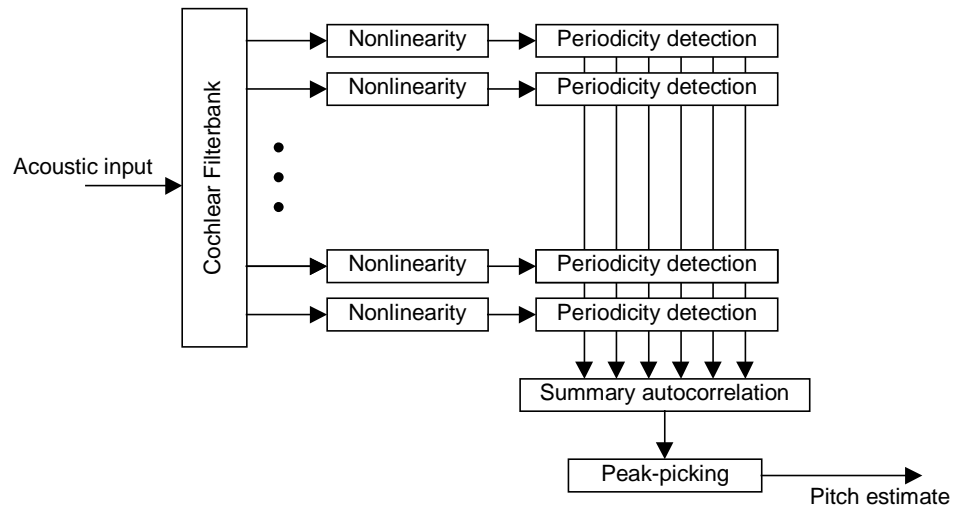 Nonlinearity
Periodicity detection
Nonlinearity
Periodicity detection
Acoustic input
Cochlear Filterbank
Nonlinearity
Periodicity detection
Nonlinearity
Periodicity detection
Summary autocorrelation
Peak-picking
Pitch estimate